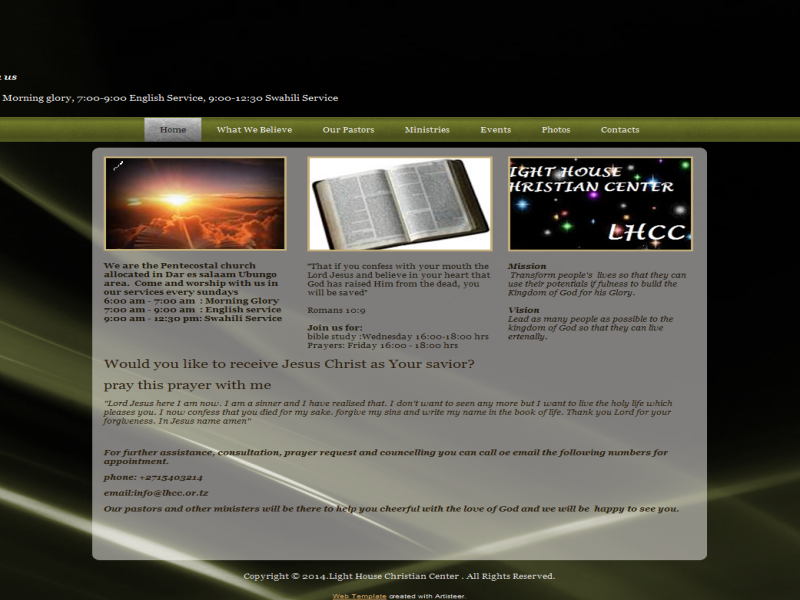 us
Morning glory, 7:00-9:00 English Service, 9:00-12:30 Swahili Service
Home What We Believe Our Pastors Ministries Events Photos Contacts
IGHT HOUSE
HRISTIAN CENTER
LHCC
We are the Pentecostal church
allocated in Dar es salaam Ubungo
area. Come and worship with us in
our services every sundays
6:00 am - 7:00 am : Morning Glory
7:00 am - 9:00 am : English service
9:00 am - 12:30 pm: Swahili Service
"That if you confess with your mouth the
Lord Jesus and believe in your heart that
God has raised Him from the dead, you
will be saved"
Romans 10:9
Join us for:
bible study :Wednesday 16:00-18:00 hrs
Prayers: Friday 16:00 - 18:00 hrs
Mission
Transform people's lives so that they can
use their potentials if fulness to build the
Kingdom of God for his Glory.
Vision
Lead as many people as possible to the
kingdom of God so that they can live
ertenally.
Would you like to receive Jesus Christ as Your savior?
pray this prayer with me
"Lord Jesus here I am now. I am a sinner and I have realised that. I don't want to seen any more but I want to live the holy life which
pleases you. I now confess that you died for my sake. forgive my sins and write my name in the book of life. Thank you Lord for your
forgiveness. In Jesus name amen"
For further assistance, consultation, prayer request and councelling you can call oe email the following numbers for
appointment.
phone: +2715403214
email:info@lhcc.or.tz
Our pastors and other ministers will be there to help you cheerful with the love of God and we will be happy to see you.
Copyright © 2014.Light House Christian Center . All Rights Reserved.
Web Template created with Artisteer.